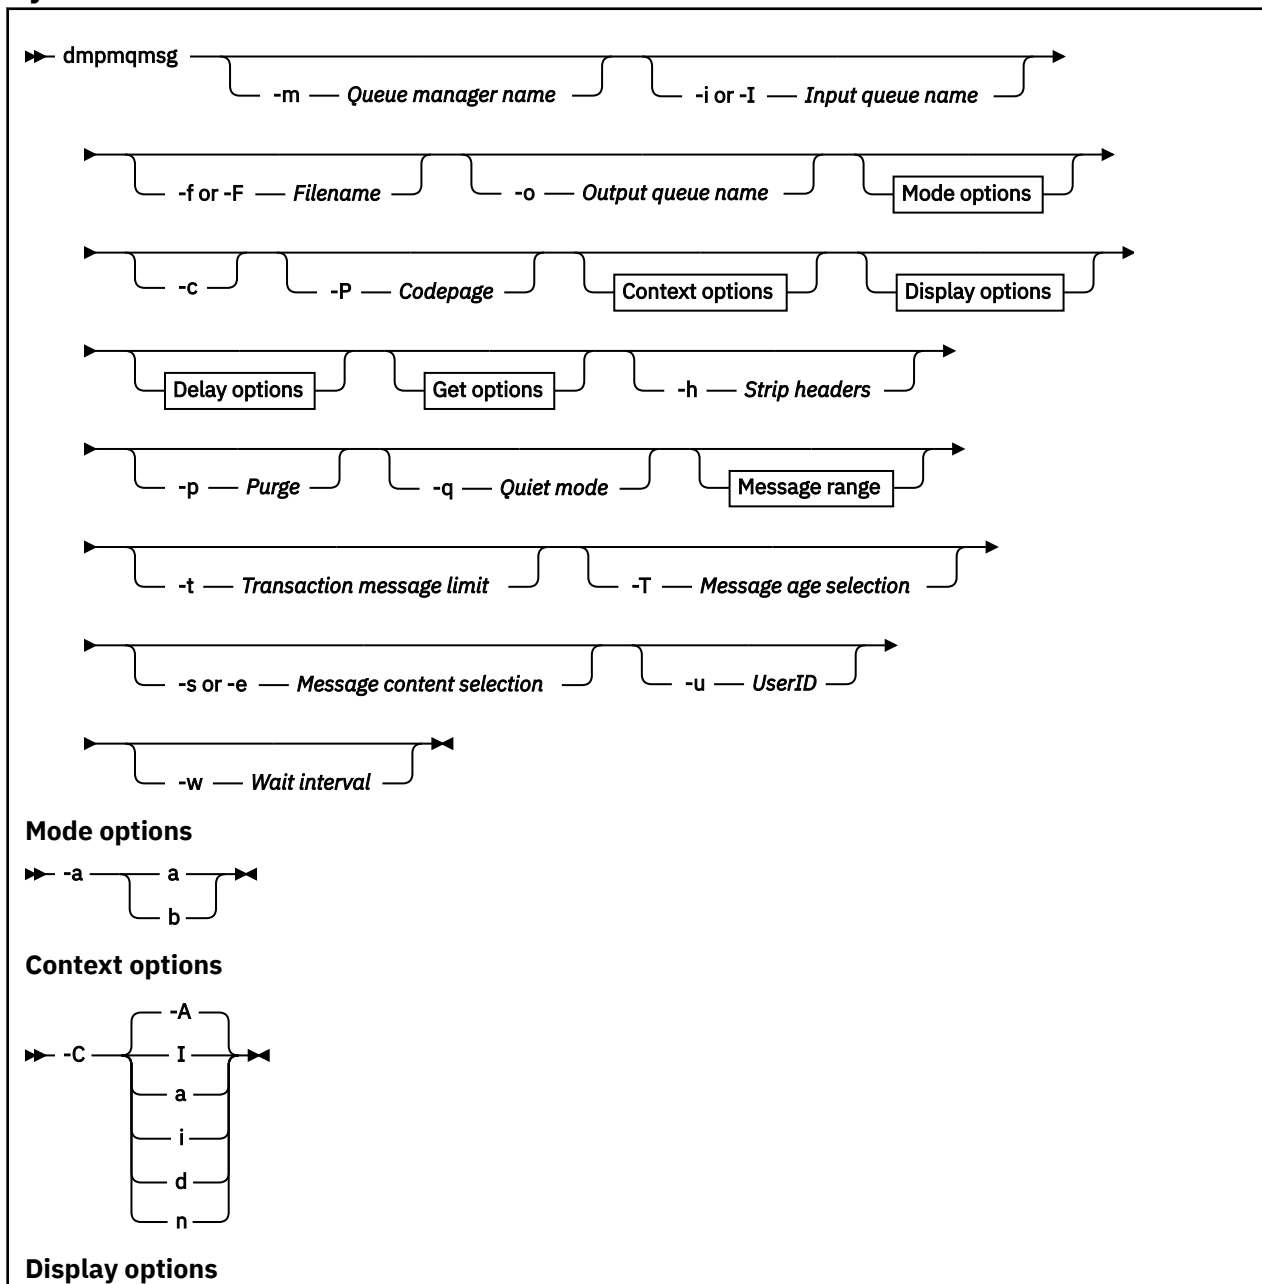 dmpmqmsg -m Queue manager name -i or -I Input queue name
-f or -F Filename -o Output queue name Mode options
-c -P Codepage Context options Display options
Delay options Get options -h Strip headers
-p Purge -q Quiet mode Message range
-t Transaction message limit -T Message age selection
-s or -e Message content selection -u UserID
-w Wait interval
Mode options
-a a
b
Context options
-A
-C I
a
i
d
n
Display options